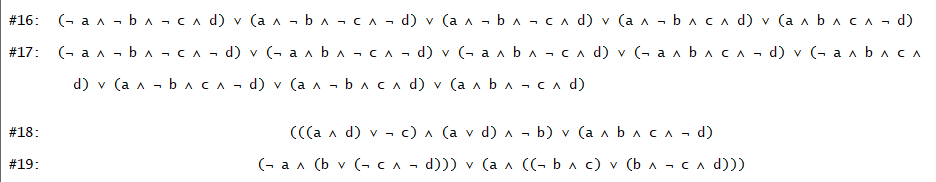 #16: (¬ a ∧ ¬ b ∧ ¬ c ∧ d) ∨ (a ∧ ¬ b ∧ ¬ c ∧ ¬ d) ∨ (a ∧ ¬ b ∧ ¬ c ∧ d) ∨ (a ∧ ¬ b ∧ c ∧ d) ∨ (a ∧ b ∧ c ∧ ¬ d)
#17: (¬ a ∧ ¬ b ∧ ¬ c ∧ ¬ d) ∨ (¬ a ∧ b ∧ ¬ c ∧ ¬ d) ∨ (¬ a ∧ b ∧ ¬ c ∧ d) ∨ (¬ a ∧ b ∧ c ∧ ¬ d) ∨ (¬ a ∧ b ∧ c ∧
d) ∨ (a ∧ ¬ b ∧ c ∧ ¬ d) ∨ (a ∧ ¬ b ∧ c ∧ d) ∨ (a ∧ b ∧ ¬ c ∧ d)
#18: (((a ∧ d) ∨ ¬ c) ∧ (a ∨ d) ∧ ¬ b) ∨ (a ∧ b ∧ c ∧ ¬ d)
#19: (¬ a ∧ (b ∨ (¬ c ∧ ¬ d))) ∨ (a ∧ ((¬ b ∧ c) ∨ (b ∧ ¬ c ∧ d)))